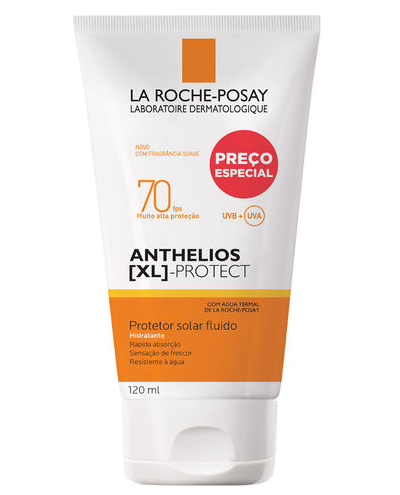 LA ROCHE-POSAY
LABORATOIRE DERMATOLOGIQUE
NOVO
COM FRAGRÂNCIA SUAVE
PREÇO
ESPECIAL
70 fps
Muito alta proteção
UVB + UVA
ANTHELIOS
[XL]-PROTECT
COM AGUA TERMAL
DE LA ROCHE-POSAY
Protetor solar fluido
Hidratante
Rápida absorção
Sensação de frescor
Resistente à água
120 ml